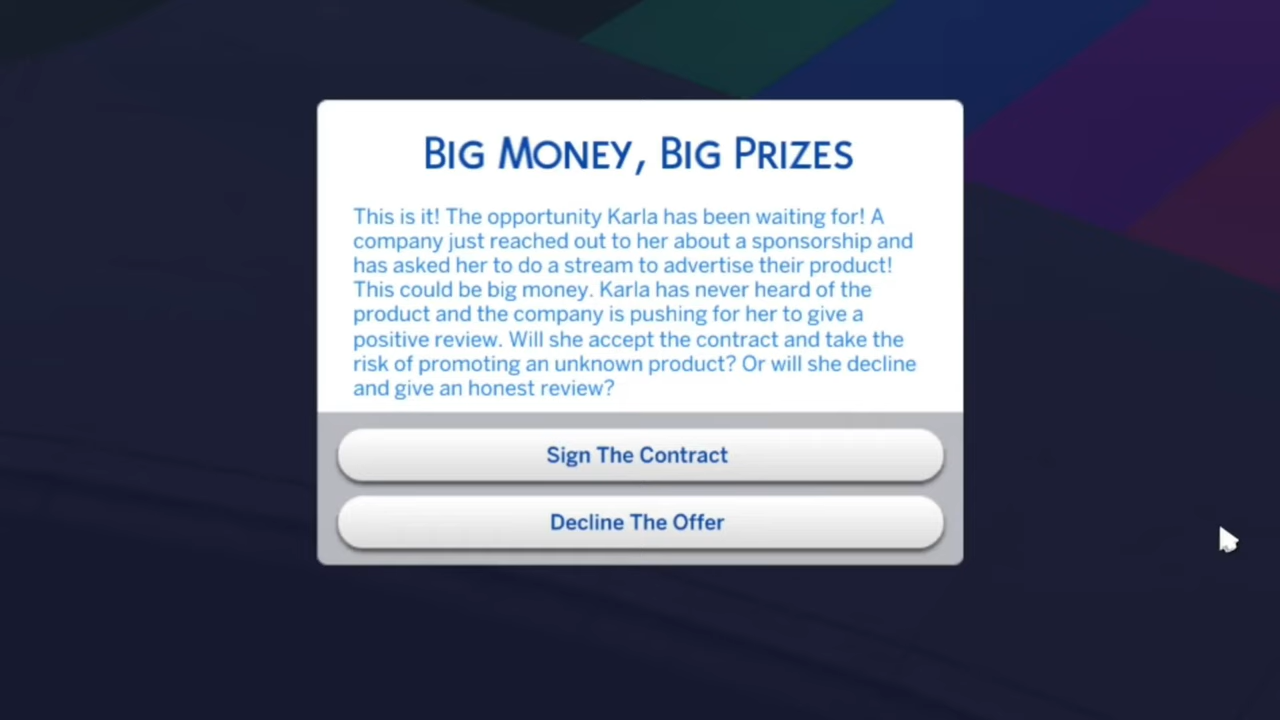 Big Money, Big Prizes
This is it! The opportunity Karla has been waiting for! A
company just reached out to her about a sponsorship and
has asked her to do a stream to advertise their product!
This could be big money. Karla has never heard of the
product and the company is pushing for her to give a
positive review. Will she accept the contract and take the
risk of promoting an unknown product? Or will she decline
and give an honest review?
Sign The Contract
Decline The Offer